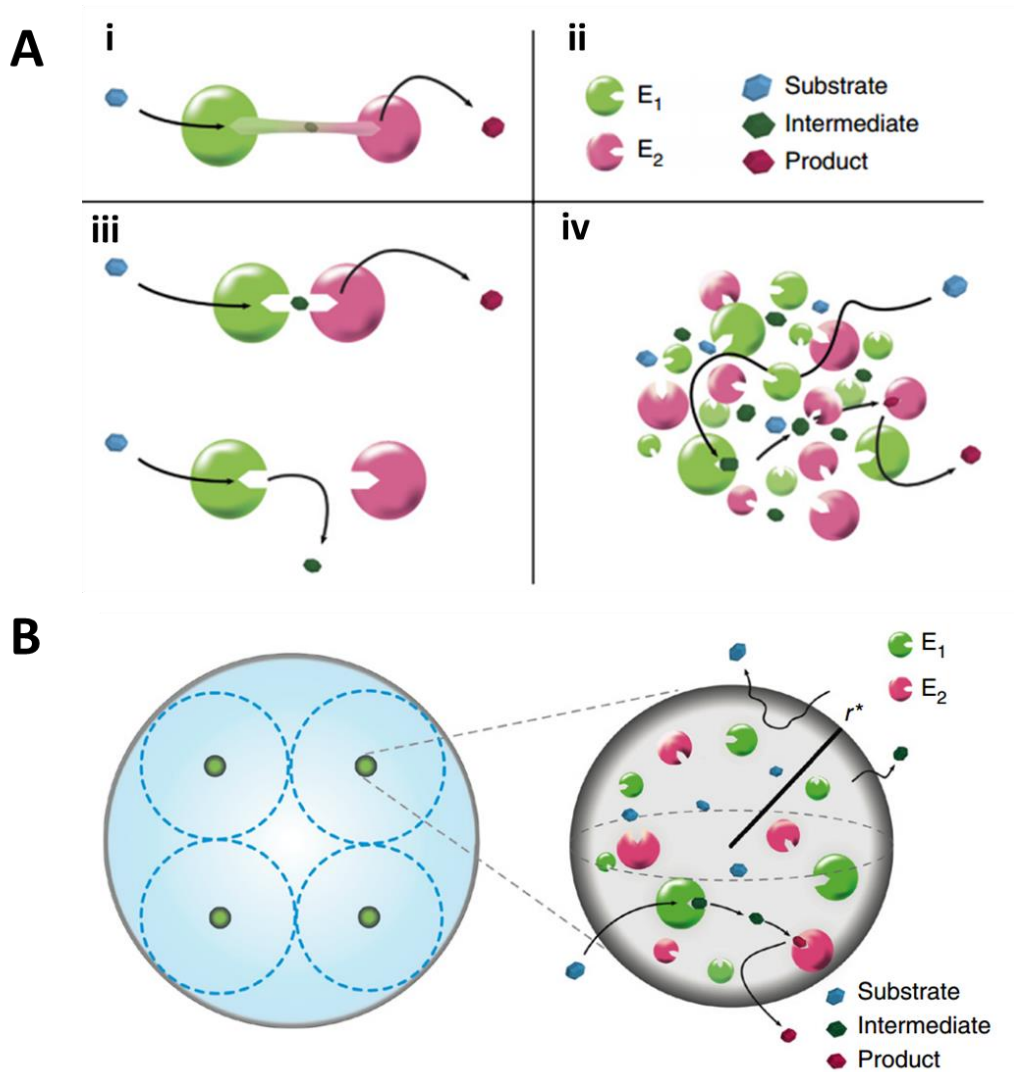 A
i
ii
E1
E2
Substrate
Intermediate
Product
iii
iv
B
E1
E2
r*
Substrate
Intermediate
Product